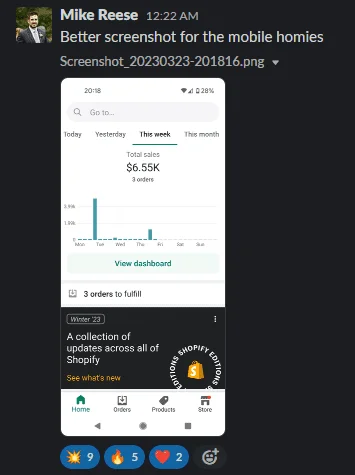 Mike Reese 12:22 AM
Better screenshot for the mobile homies
Screenshot_20230323-201816.png
20:18 28%
Go to...
Today Yesterday This week This month
Total sales
$6.55K
3 orders
1.99k
0
Mon Tue Wed Thu Fri Sat Sun
View dashboard
3 orders to fulfill
Winter '23
A collection of
updates across all of
Shopify
See what's new
SHOPIFY EDITIONS
Home Orders Products Store
9 5 2